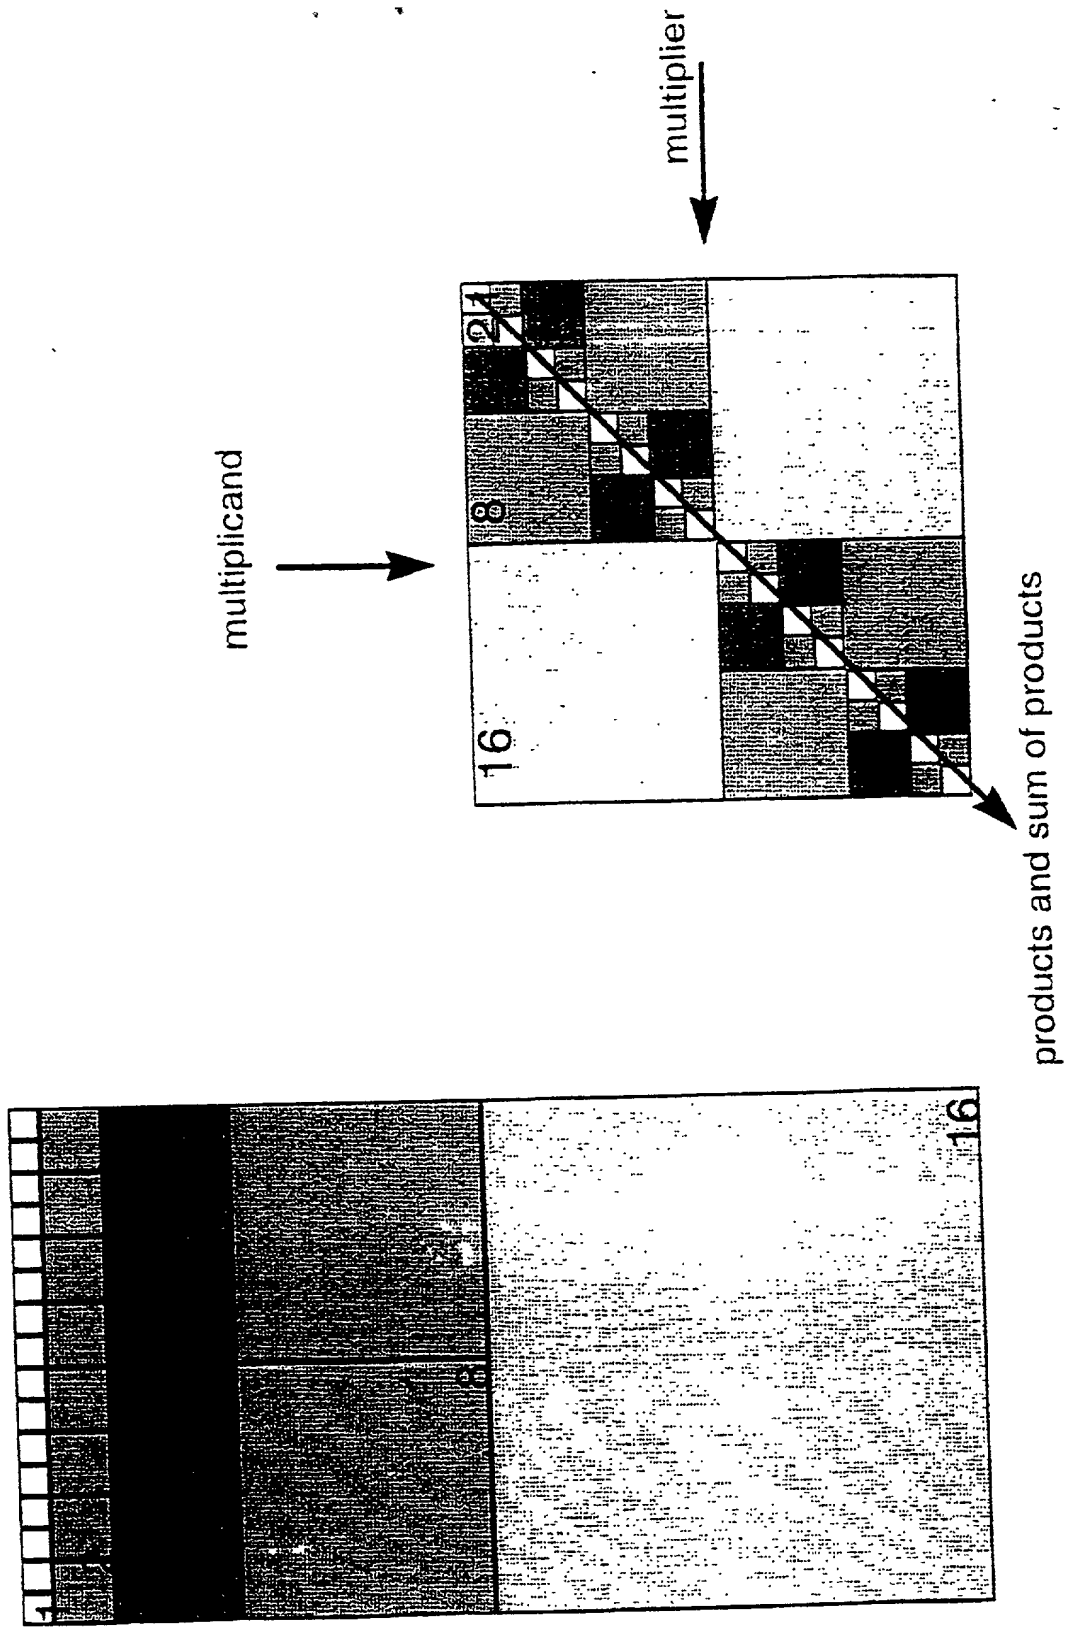 multiplier
multiplicand
1
2
8
16
products and sum of products
1
8
16